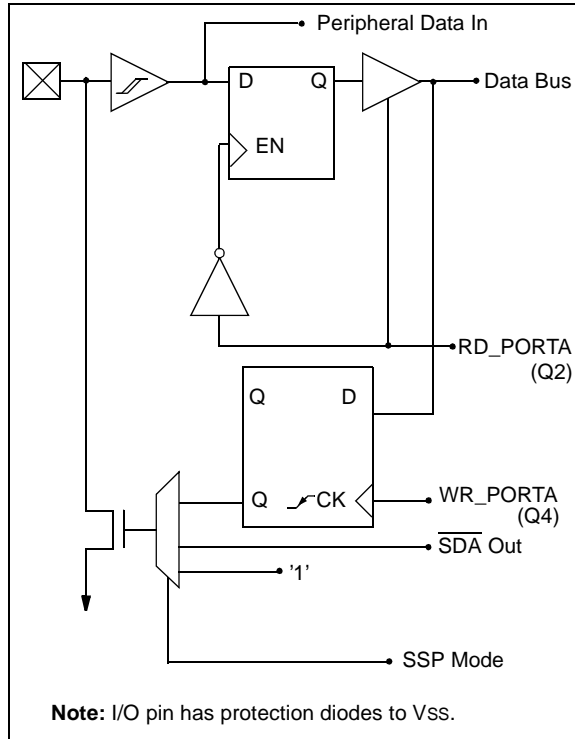 Peripheral Data In
D Q
Data Bus
EN
RD_PORTA
(Q2)
Q D
Q CK
WR_PORTA
(Q4)
SDA Out
'1'
SSP Mode
Note: I/O pin has protection diodes to VSS.